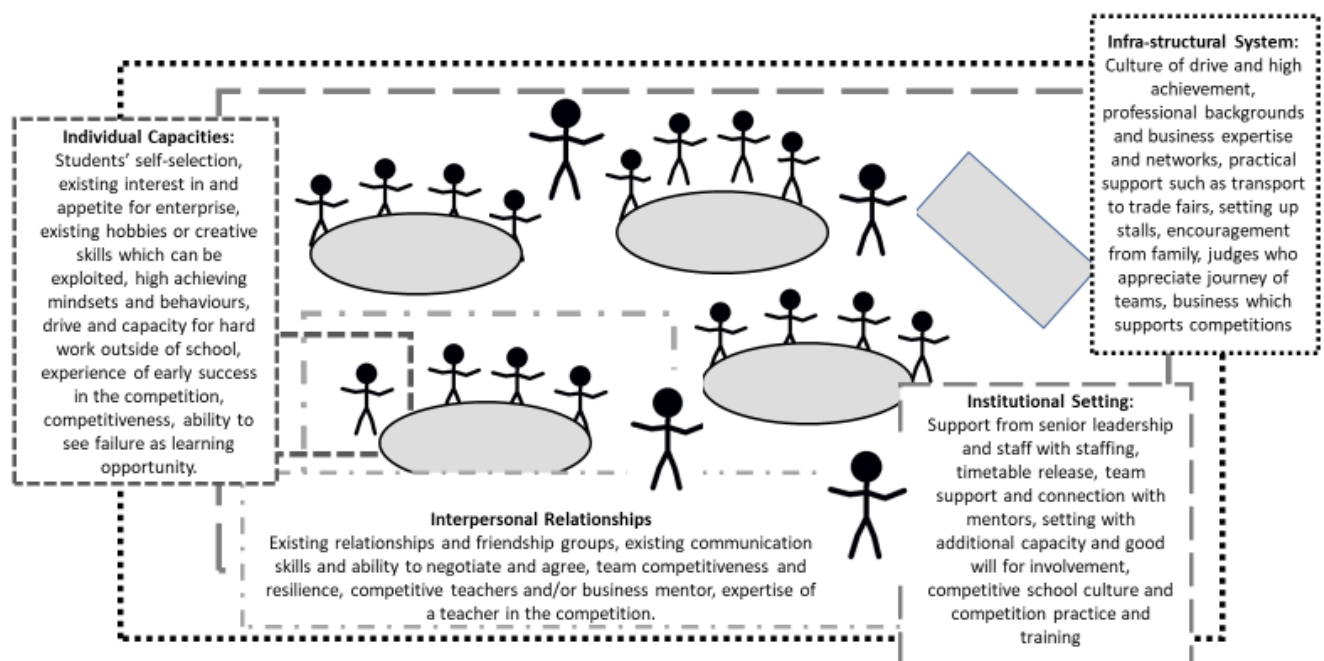 Individual Capacities:
Students’ self-selection,
existing interest in and
appetite for enterprise,
existing hobbies or creative
skills which can be
exploited, high achieving
mindsets and behaviours,
drive and capacity for hard
work outside of school,
experience of early success
in the competition,
competitiveness, ability to
see failure as learning
opportunity.
Infra-structural System:
Culture of drive and high
achievement,
professional backgrounds
and business expertise
and networks, practical
support such as transport
to trade fairs, setting up
stalls, encouragement
from family, judges who
appreciate journey of
teams, business which
supports competitions
Interpersonal Relationships
Existing relationships and friendship groups, existing communication
skills and ability to negotiate and agree, team competitiveness and
resilience, competitive teachers and/or business mentor, expertise of
a teacher in the competition.
Institutional Setting:
Support from senior leadership
and staff with staffing,
timetable release, team
support and connection with
mentors, setting with
additional capacity and good
will for involvement,
competitive school culture and
competition practice and
training